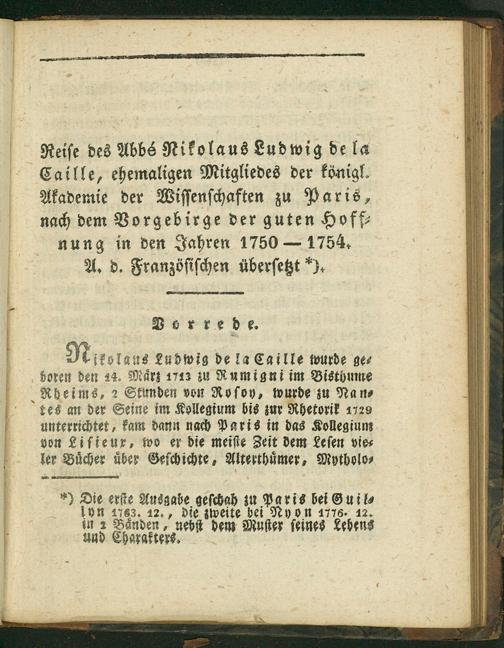 Reise des Abbé Nikolaus Ludwig de la
Caille, ehemaligen Mitgliedes der königl.
Akademie der Wissenschaften zu Paris,
nach dem Vorgebirge der guten Hoff-
nung in den Jahren 1750 — 1754.
A. d. Französischen übersetzt *).
Vorrede.
Nikolaus Ludwig de la Caille wurde ge-
boren den 14. März 1713 zu Rumigni im Bisthume
Rheims, 2 Stunden von Rosoy, wurde zu Nan-
tes an der Seine im Kollegium bis zur Rhetorik 1729
unterrichtet, kam dann nach Paris in das Kollegium
von Lisieux, wo er die meiste Zeit dem Lesen vie-
ler Bücher über Geschichte, Alterthümer, Mytholo-
*) Die erste Ausgabe geschah zu Paris bei Guil-
lyn 1763. 12., die zweite bei Nyon 1776. 12.
in 2 Bänden, nebst dem Muster seines Lebens
und Charakters.